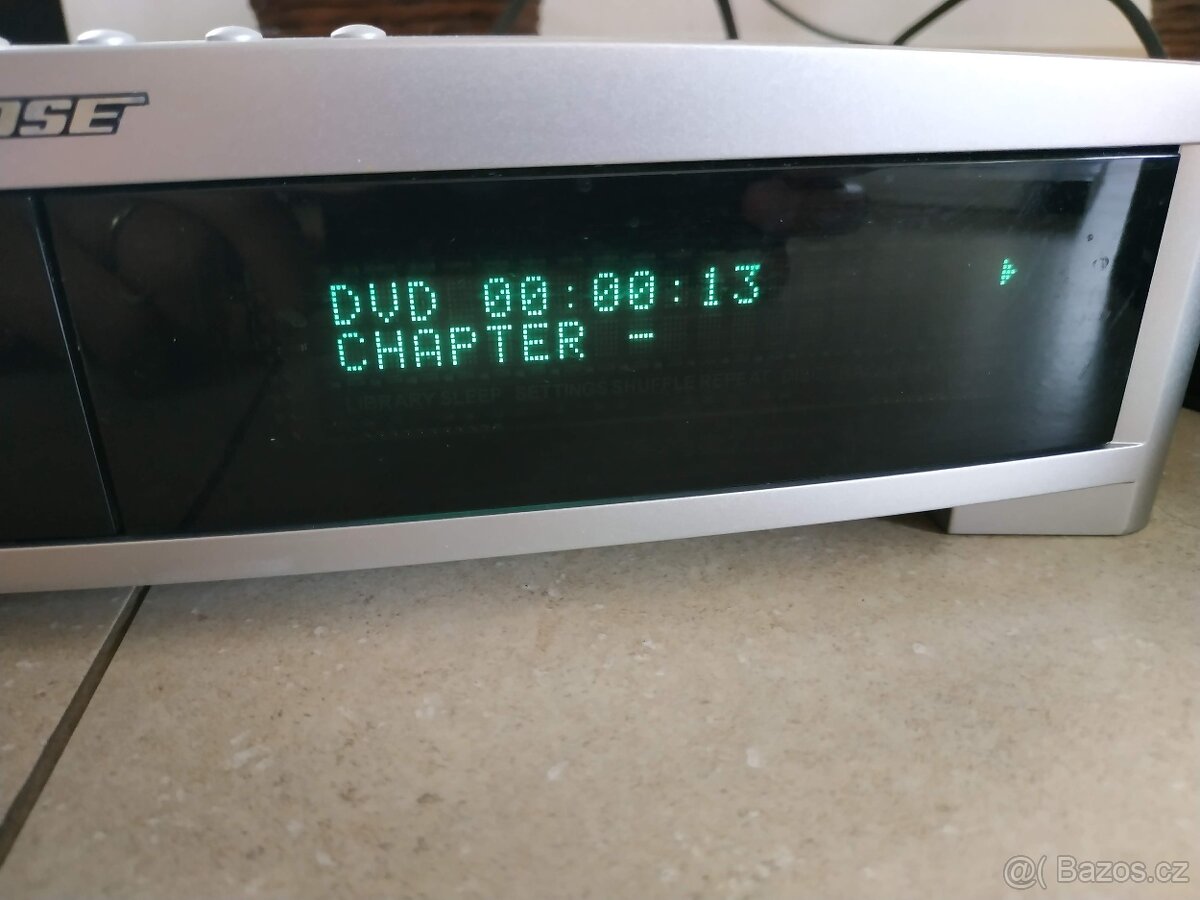 OSE
DVD 00:00:13
CHAPTER -
LIBRARY SLEEP SETTINGS SHUFFLE REPEAT
@( Bazos.cz